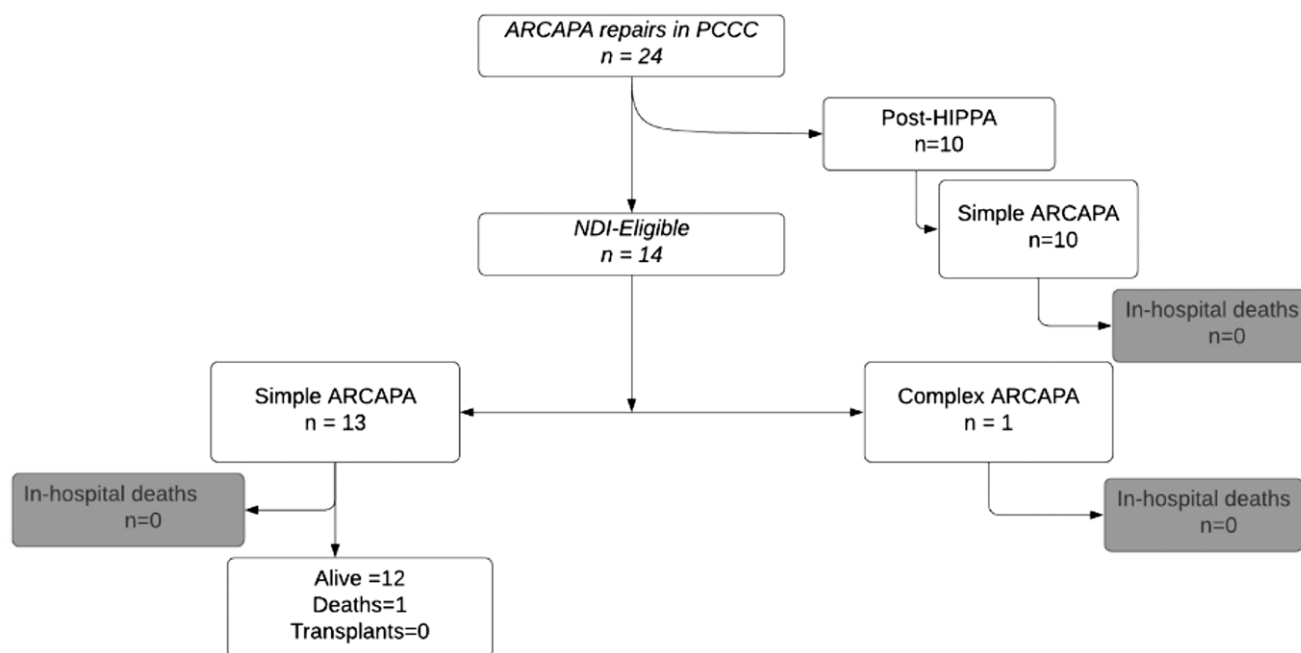 ARCAPA repairs in PCCC
n = 24
Post-HIPPA
n=10
Simple ARCAPA
n=10
In-hospital deaths
n=0
NDI-Eligible
n = 14
Simple ARCAPA
n = 13
Complex ARCAPA
n = 1
In-hospital deaths
n=0
In-hospital deaths
n=0
Alive =12
Deaths=1
Transplants=0